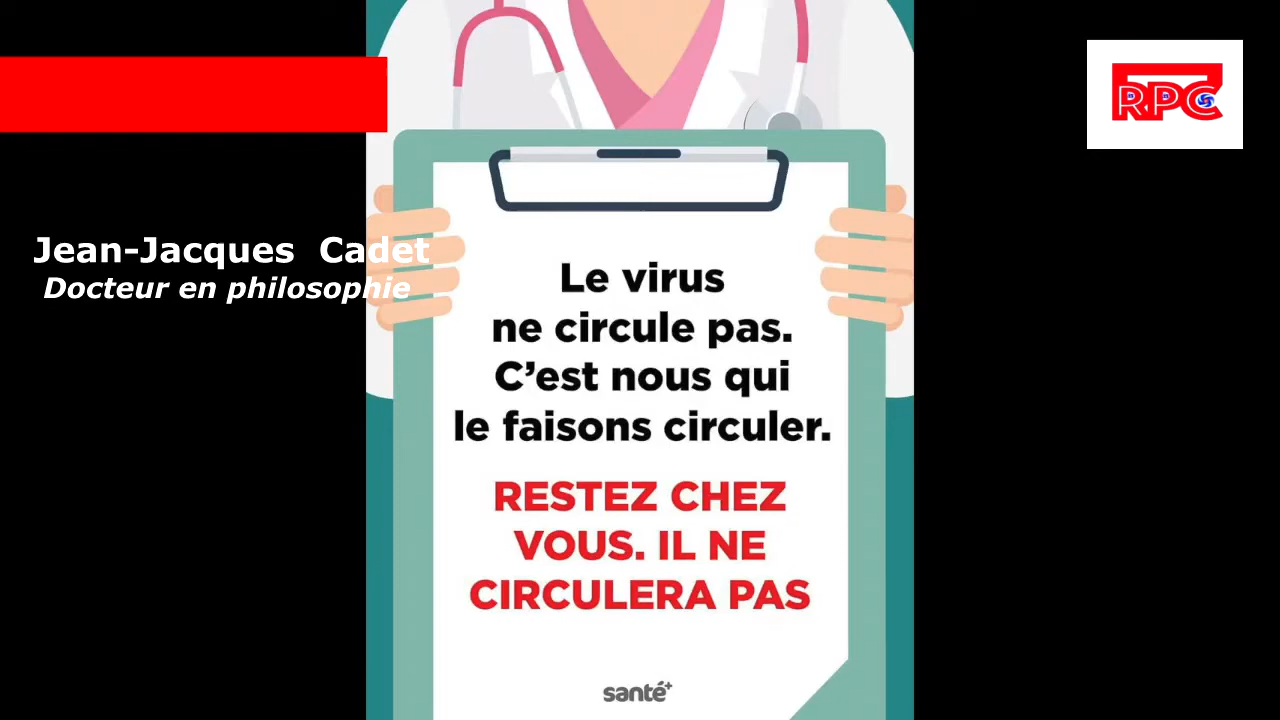 RPC
Jean-Jacques Cadet
Docteur en philosophie
Le virus
ne circule pas.
C’est nous qui
le faisons circuler.
RESTEZ CHEZ
VOUS. IL NE
CIRCULERA PAS
santé+